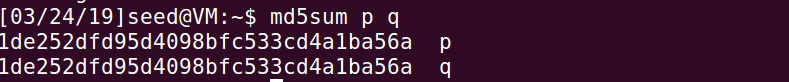 [03/24/19]seed@VM:~$ md5sum p q
1de252dfd95d4098bfc533cd4a1ba56a  p
1de252dfd95d4098bfc533cd4a1ba56a  q